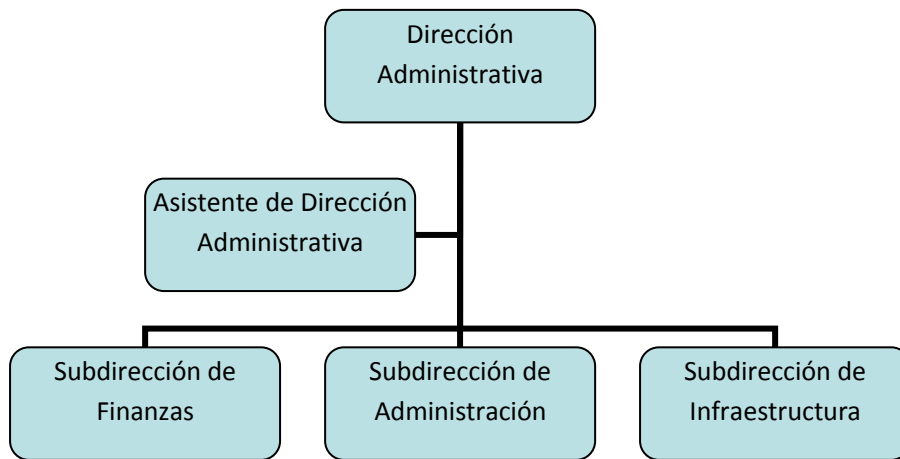 Dirección
Administrativa
Asistente de Dirección
Administrativa
Subdirección de
Finanzas
Subdirección de
Administración
Subdirección de
Infraestructura